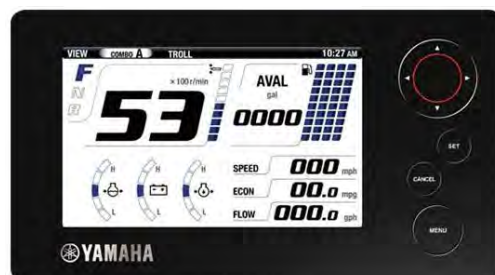 VIEW COMBO A TROLL 10:27 AM
F
N
R
×100 r/min
53
AVAL
gal
0000
H H H
L L L
SPEED 000 mph
ECON 00.0 mpg
FLOW 000.0 gph
SET
CANCEL
MENU
YAMAHA